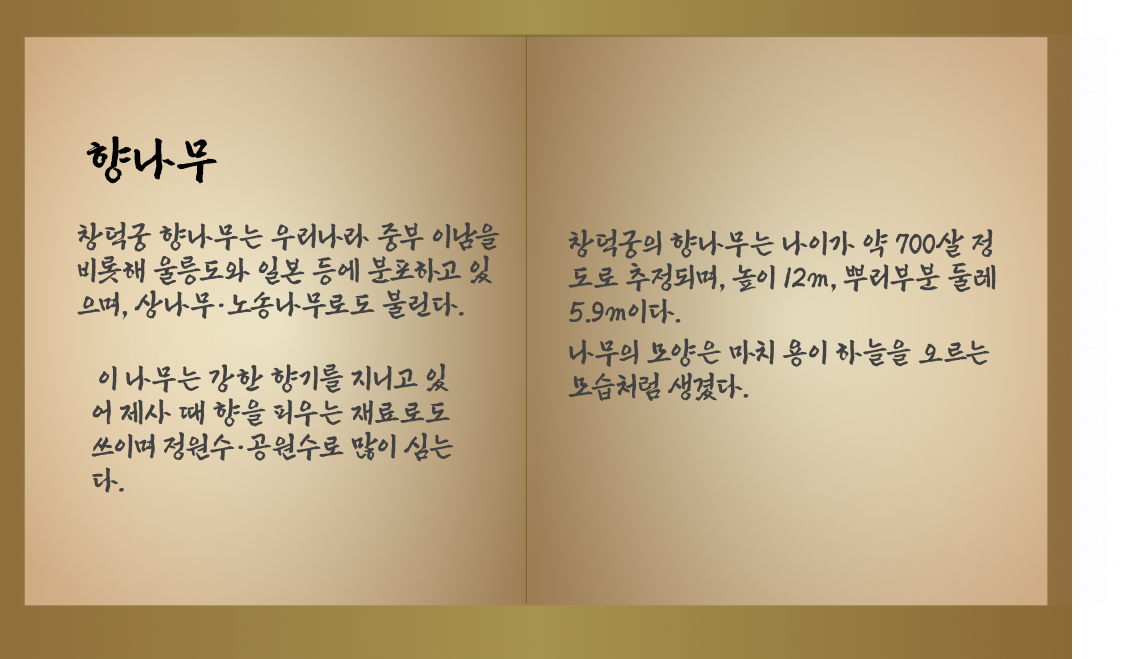 향나무
창덕궁 향나무는 우리나라 중부 이남을
비롯해 울릉도와 일본 등에 분포하고 있
으며, 상나무·노송나무로도 불린다.
이 나무는 강한 향기를 지니고 있
어 제사 때 향을 피우는 재료로도
쓰이며 정원수·공원수로 많이 심는
다.
창덕궁의 향나무는 나이가 약 700살 정
도로 추정되며, 높이 12m, 뿌리부분 둘레
5.9m이다.
나무의 모양은 마치 용이 하늘을 오르는
모습처럼 생겼다.